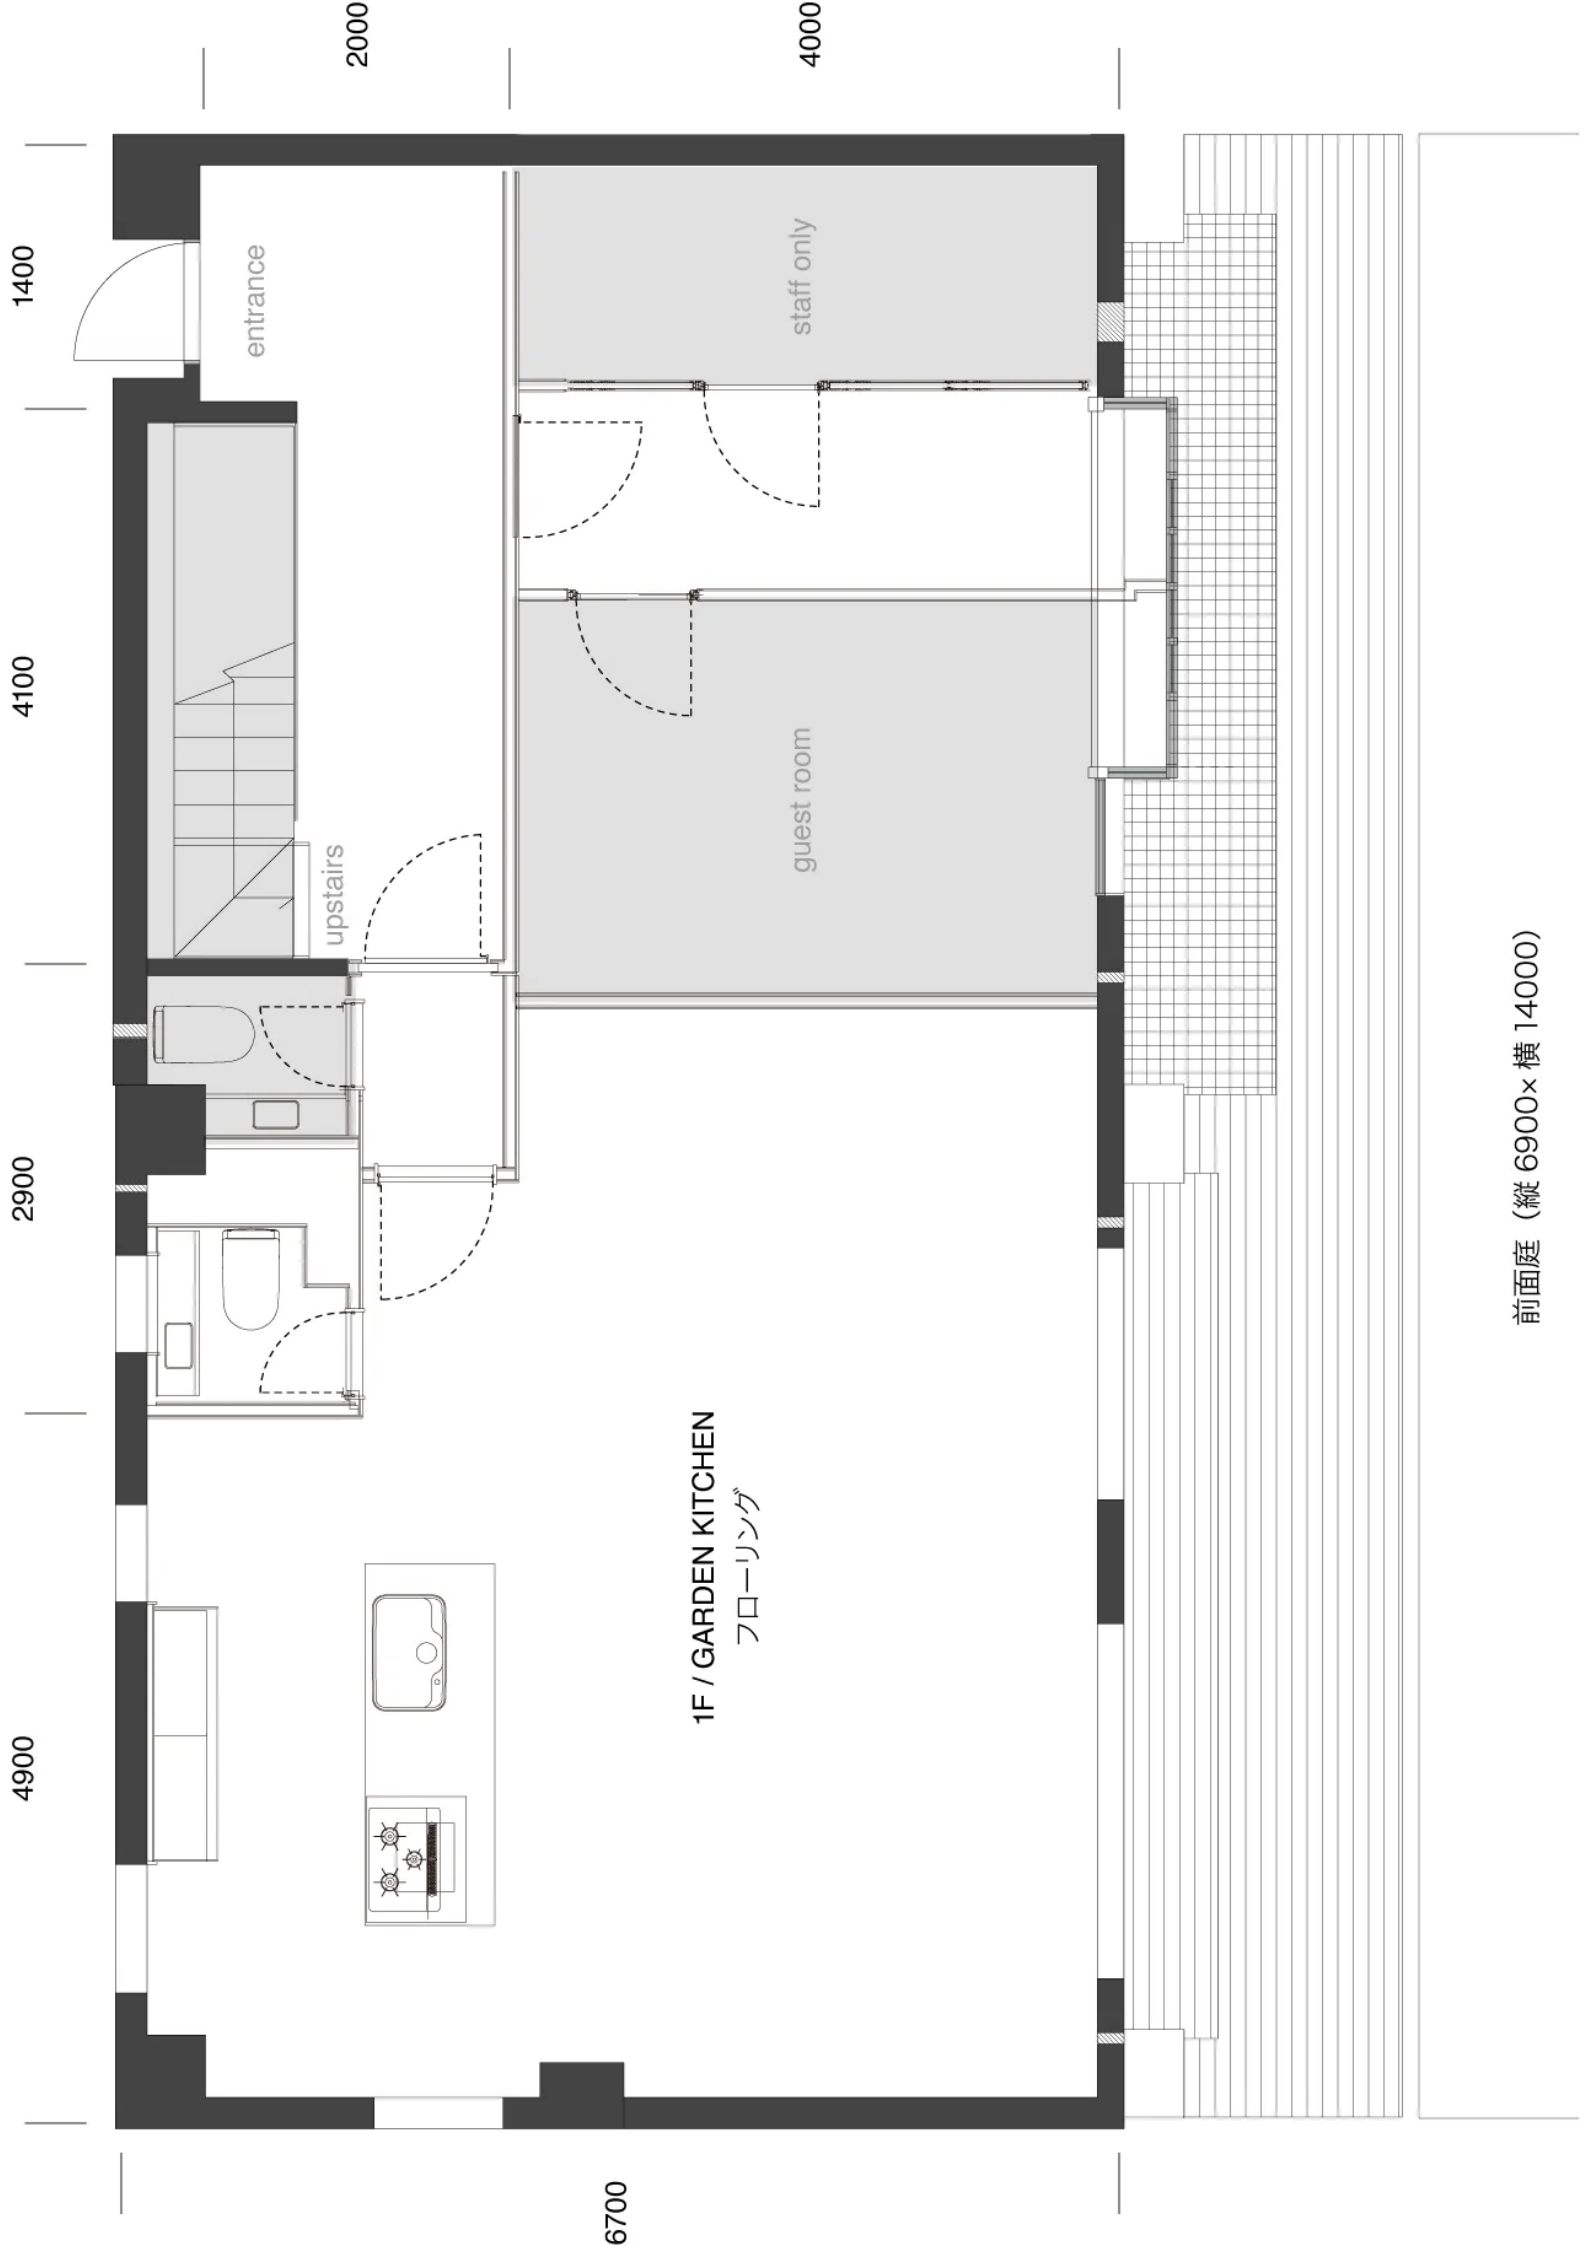 4900
2900
4100
1400
2000
4000
6700
entrance
upstairs
staff only
guest room
1F / GARDEN KITCHEN
フローリング
前面庭（縦 6900× 横 14000）